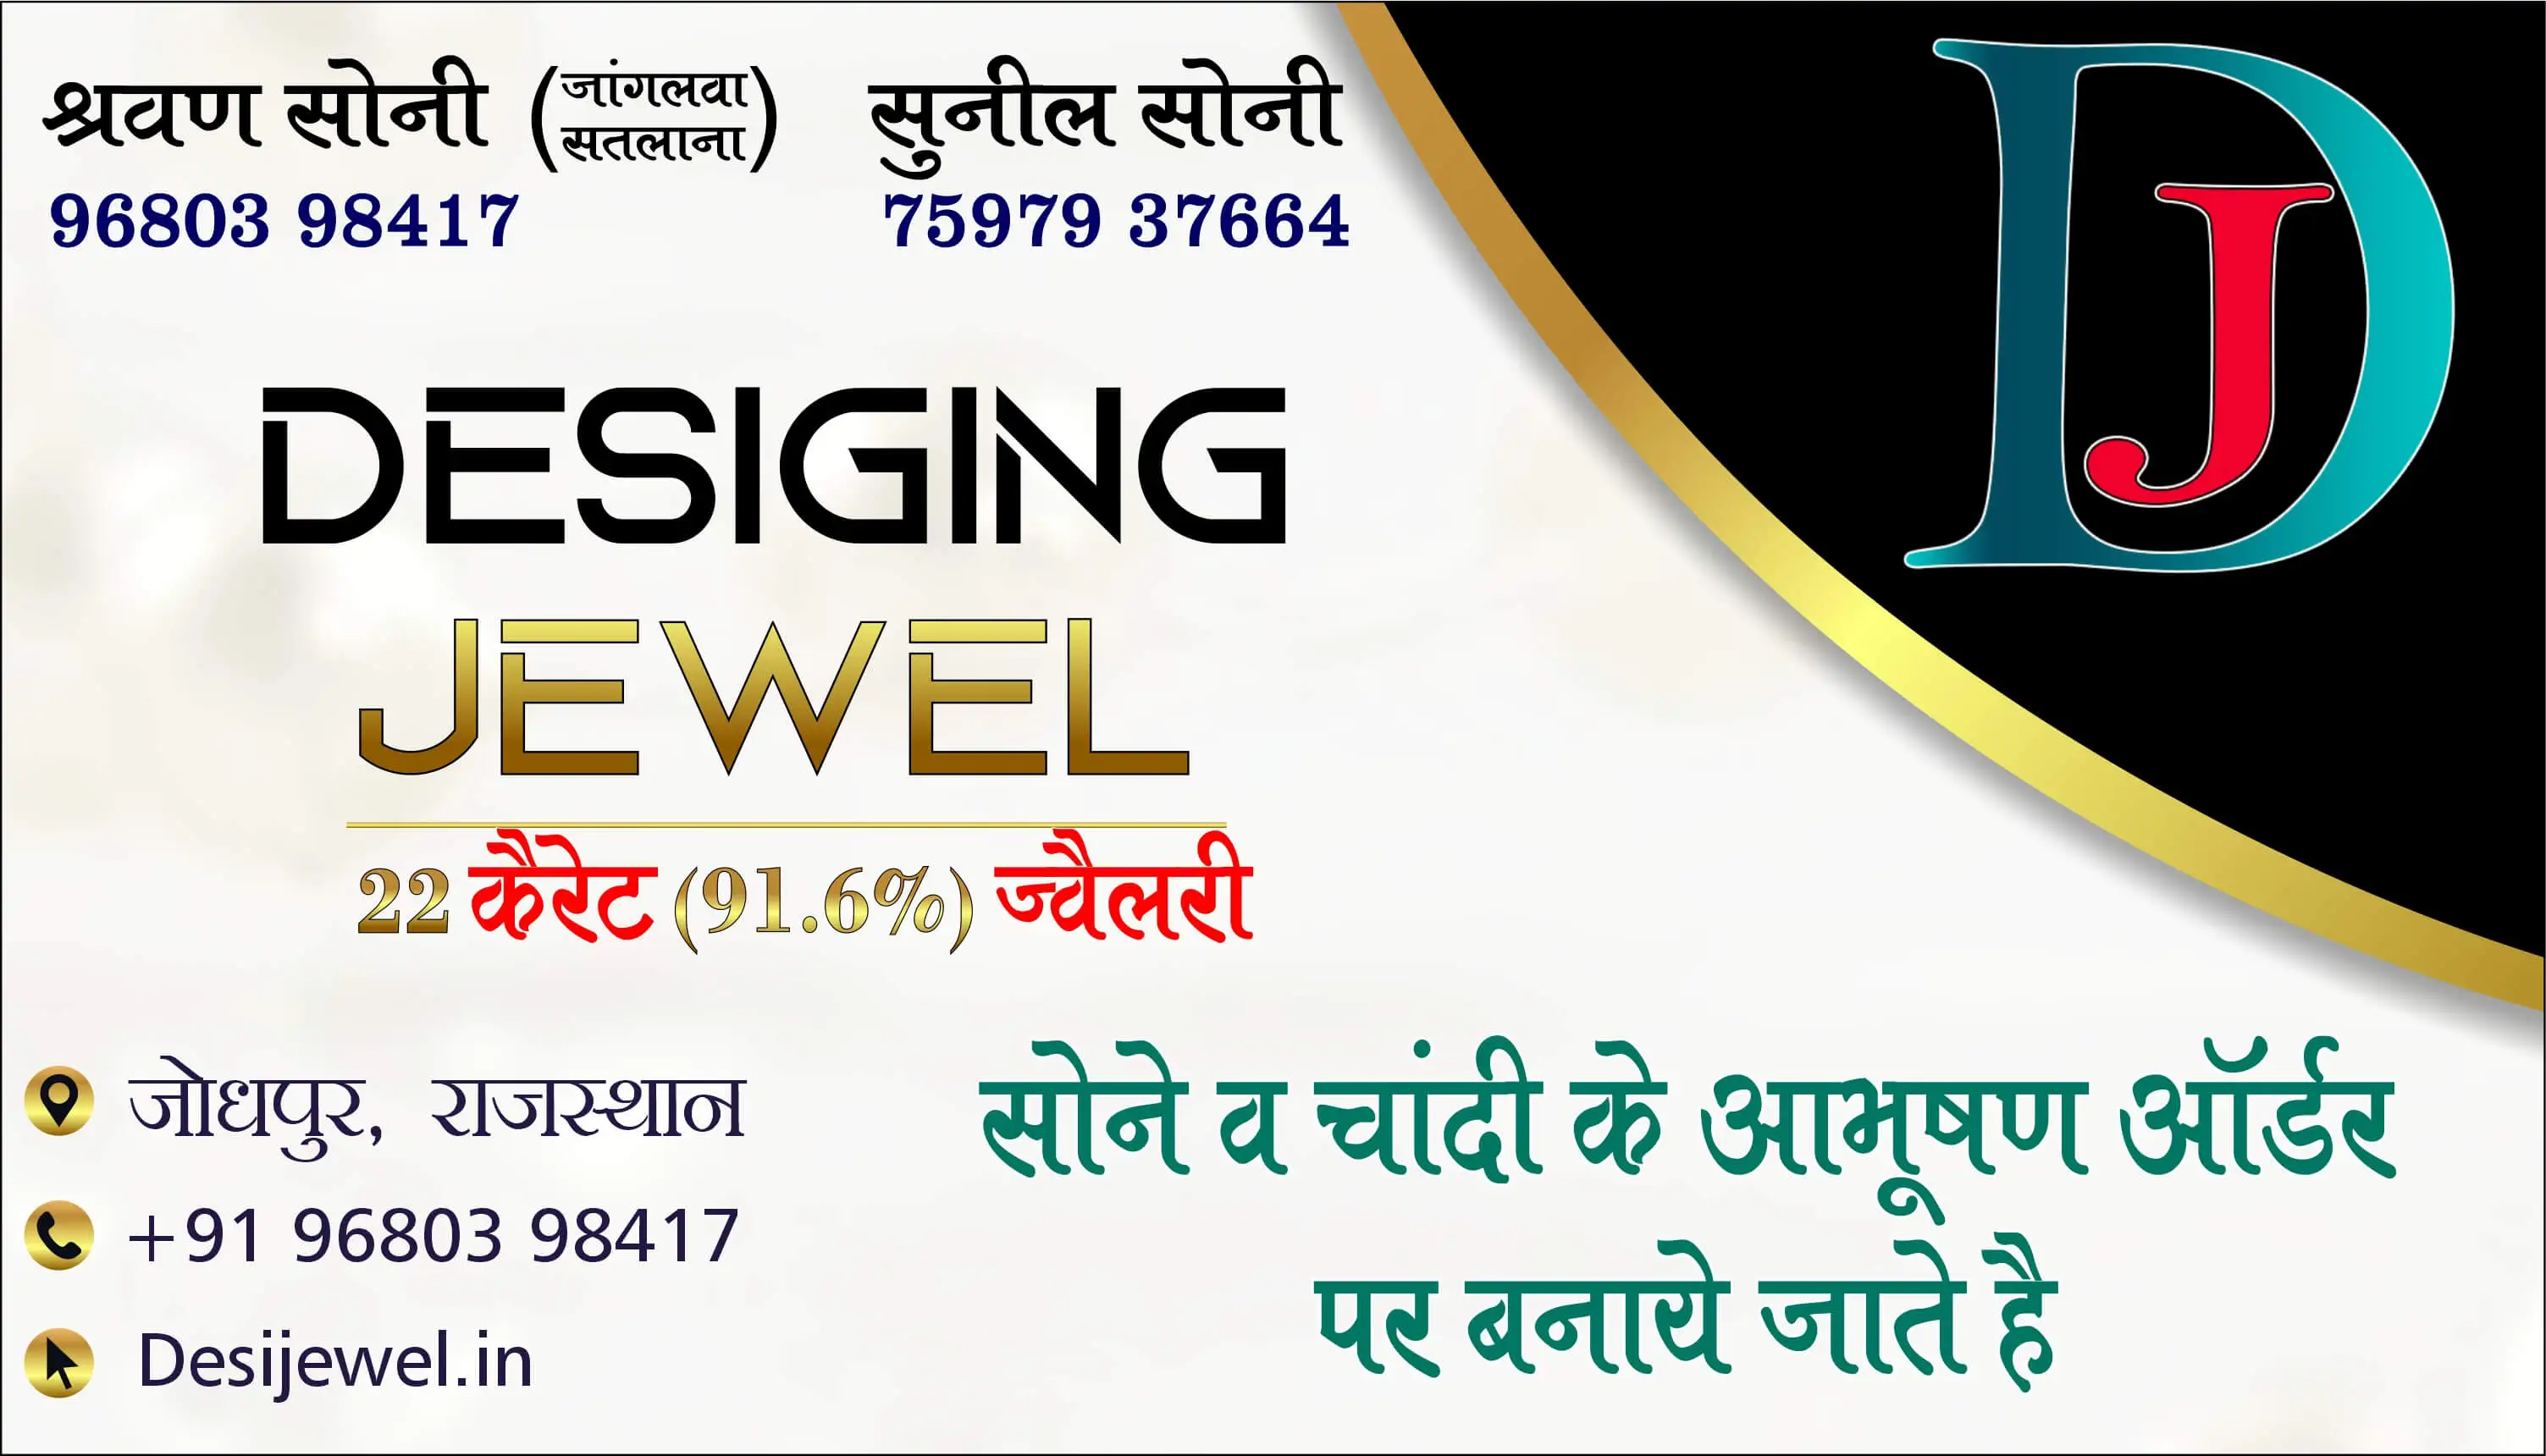 श्रवण सोनी (जांगलवा सतलाना) सुनील सोनी
96803 98417 75979 37664
DESIGING
JEWEL
22 कैरेट (91.6%) ज्वैलरी
DJ
जोधपुर, राजस्थान
+91 96803 98417
Desijewel.in
सोने व चांदी के आभूषण ऑर्डर
पर बनाये जाते है